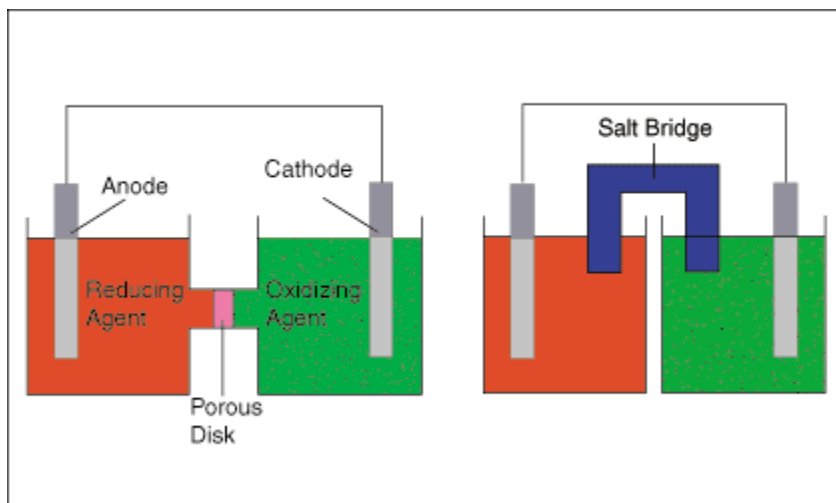 Salt Bridge
Anode
Cathode
Reducing
Agent
Oxidizing
Agent
Porous
Disk